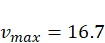 v_max = 16.7